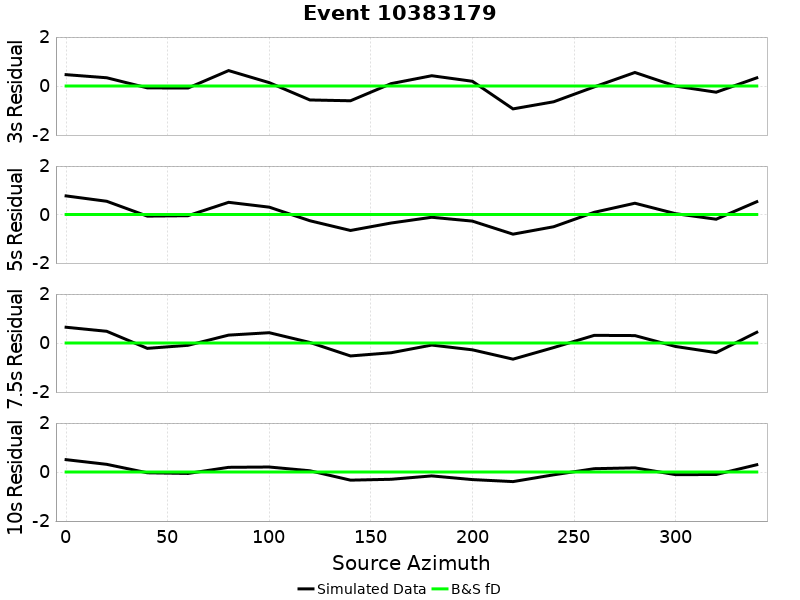 Event 10383179
3s Residual
2
0
-2
5s Residual
2
0
-2
7.5s Residual
2
0
-2
10s Residual
2
0
-2
0 50 100 150 200 250 300
Source Azimuth
Simulated Data B&S fD